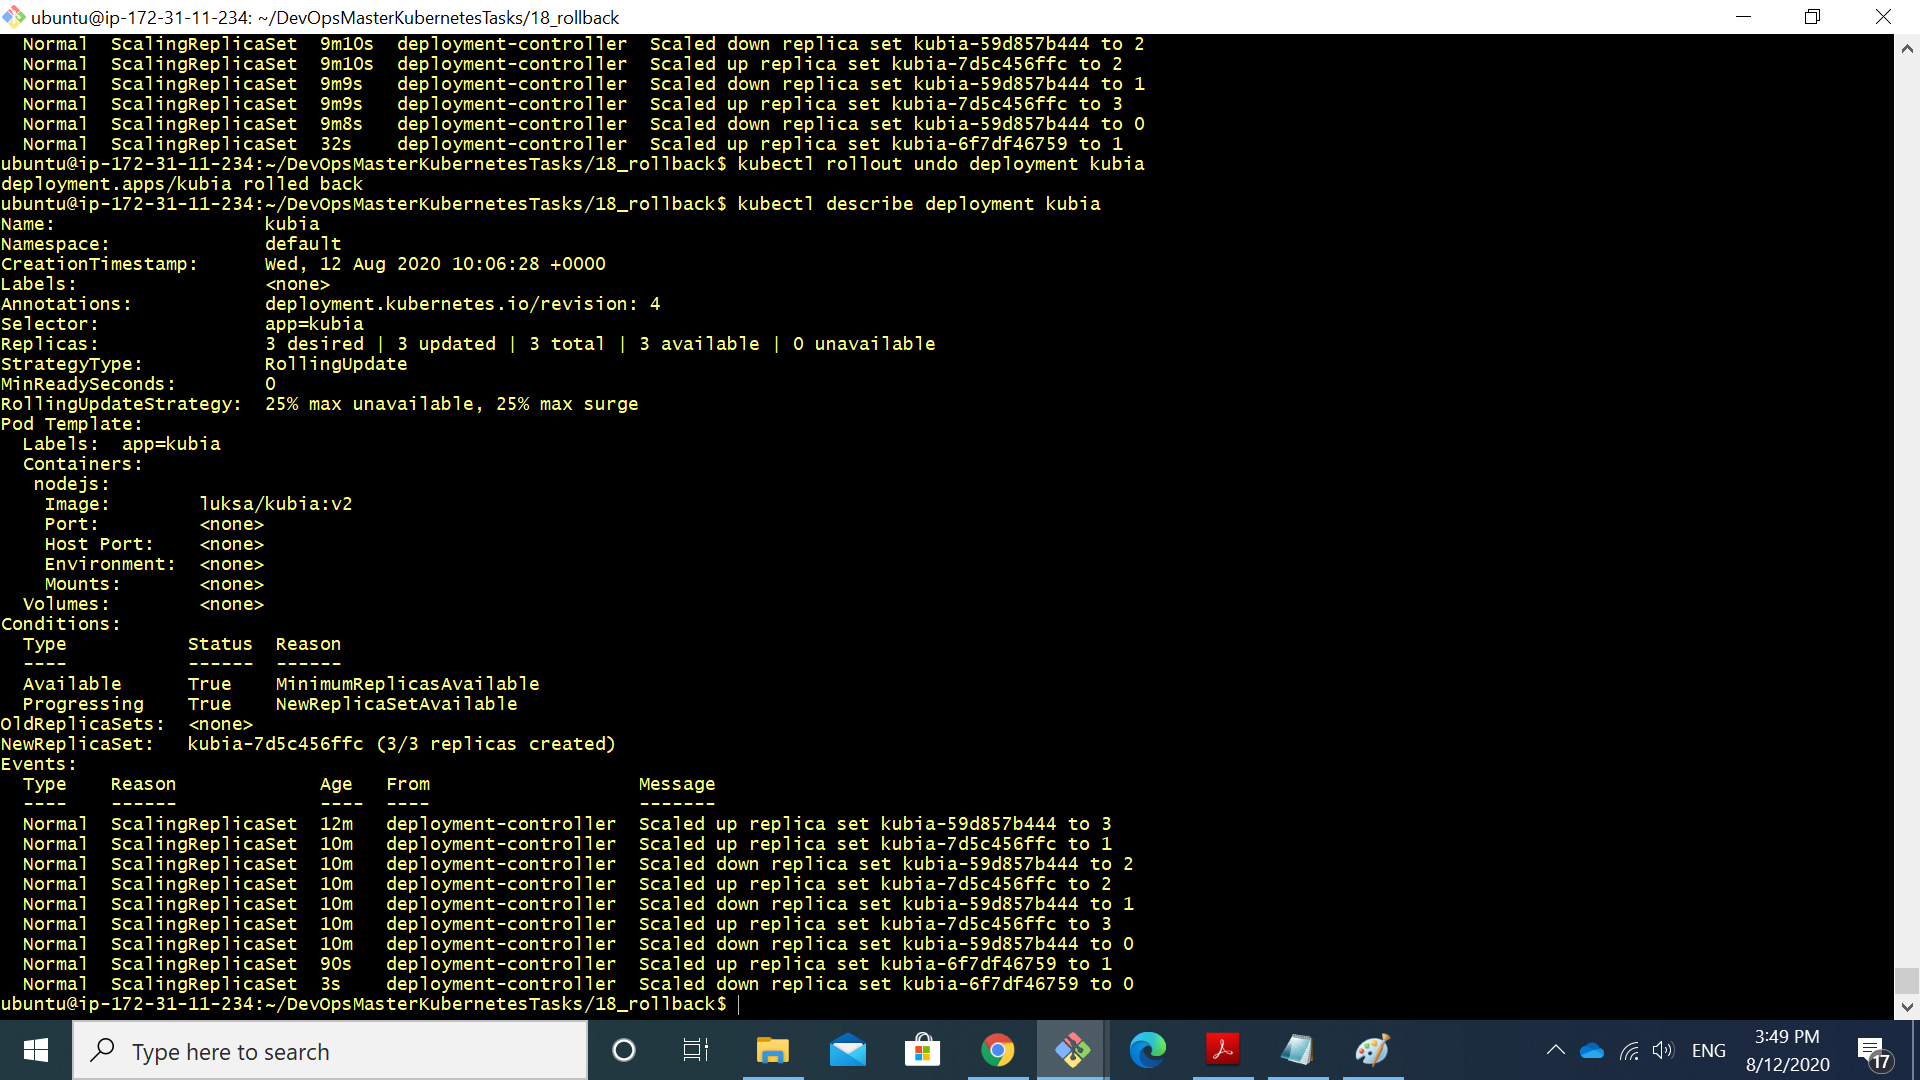 ubuntu@ip-172-31-11-234: ~/DevOpsMasterKubernetesTasks/18_rollback
  Normal  ScalingReplicaSet  9m10s  deployment-controller  Scaled down replica set kubia-59d857b444 to 2
  Normal  ScalingReplicaSet  9m10s  deployment-controller  Scaled up replica set kubia-7d5c456ffc to 2
  Normal  ScalingReplicaSet  9m9s   deployment-controller  Scaled down replica set kubia-59d857b444 to 1
  Normal  ScalingReplicaSet  9m9s   deployment-controller  Scaled up replica set kubia-7d5c456ffc to 3
  Normal  ScalingReplicaSet  9m8s   deployment-controller  Scaled down replica set kubia-59d857b444 to 0
  Normal  ScalingReplicaSet  32s    deployment-controller  Scaled up replica set kubia-6f7df46759 to 1
ubuntu@ip-172-31-11-234:~/DevOpsMasterKubernetesTasks/18_rollback$ kubectl rollout undo deployment kubia
deployment.apps/kubia rolled back
ubuntu@ip-172-31-11-234:~/DevOpsMasterKubernetesTasks/18_rollback$ kubectl describe deployment kubia
Name:                   kubia
Namespace:              default
CreationTimestamp:      Wed, 12 Aug 2020 10:06:28 +0000
Labels:                 <none>
Annotations:            deployment.kubernetes.io/revision: 4
Selector:               app=kubia
Replicas:               3 desired | 3 updated | 3 total | 3 available | 0 unavailable
StrategyType:           RollingUpdate
MinReadySeconds:        0
RollingUpdateStrategy:  25% max unavailable, 25% max surge
Pod Template:
  Labels:  app=kubia
  Containers:
   nodejs:
    Image:        luksa/kubia:v2
    Port:         <none>
    Host Port:    <none>
    Environment:  <none>
    Mounts:       <none>
  Volumes:        <none>
Conditions:
  Type           Status  Reason
  ----           ------  ------
  Available      True    MinimumReplicasAvailable
  Progressing    True    NewReplicaSetAvailable
OldReplicaSets:  <none>
NewReplicaSet:   kubia-7d5c456ffc (3/3 replicas created)
Events:
  Type    Reason             Age   From                   Message
  ----    ------             ----  ----                   -------
  Normal  ScalingReplicaSet  12m   deployment-controller  Scaled up replica set kubia-59d857b444 to 3
  Normal  ScalingReplicaSet  10m   deployment-controller  Scaled up replica set kubia-7d5c456ffc to 1
  Normal  ScalingReplicaSet  10m   deployment-controller  Scaled down replica set kubia-59d857b444 to 2
  Normal  ScalingReplicaSet  10m   deployment-controller  Scaled up replica set kubia-7d5c456ffc to 2
  Normal  ScalingReplicaSet  10m   deployment-controller  Scaled down replica set kubia-59d857b444 to 1
  Normal  ScalingReplicaSet  10m   deployment-controller  Scaled up replica set kubia-7d5c456ffc to 3
  Normal  ScalingReplicaSet  10m   deployment-controller  Scaled down replica set kubia-59d857b444 to 0
  Normal  ScalingReplicaSet  90s   deployment-controller  Scaled up replica set kubia-6f7df46759 to 1
  Normal  ScalingReplicaSet  3s    deployment-controller  Scaled down replica set kubia-6f7df46759 to 0
ubuntu@ip-172-31-11-234:~/DevOpsMasterKubernetesTasks/18_rollback$
Type here to search
ENG
3:49 PM
8/12/2020
17